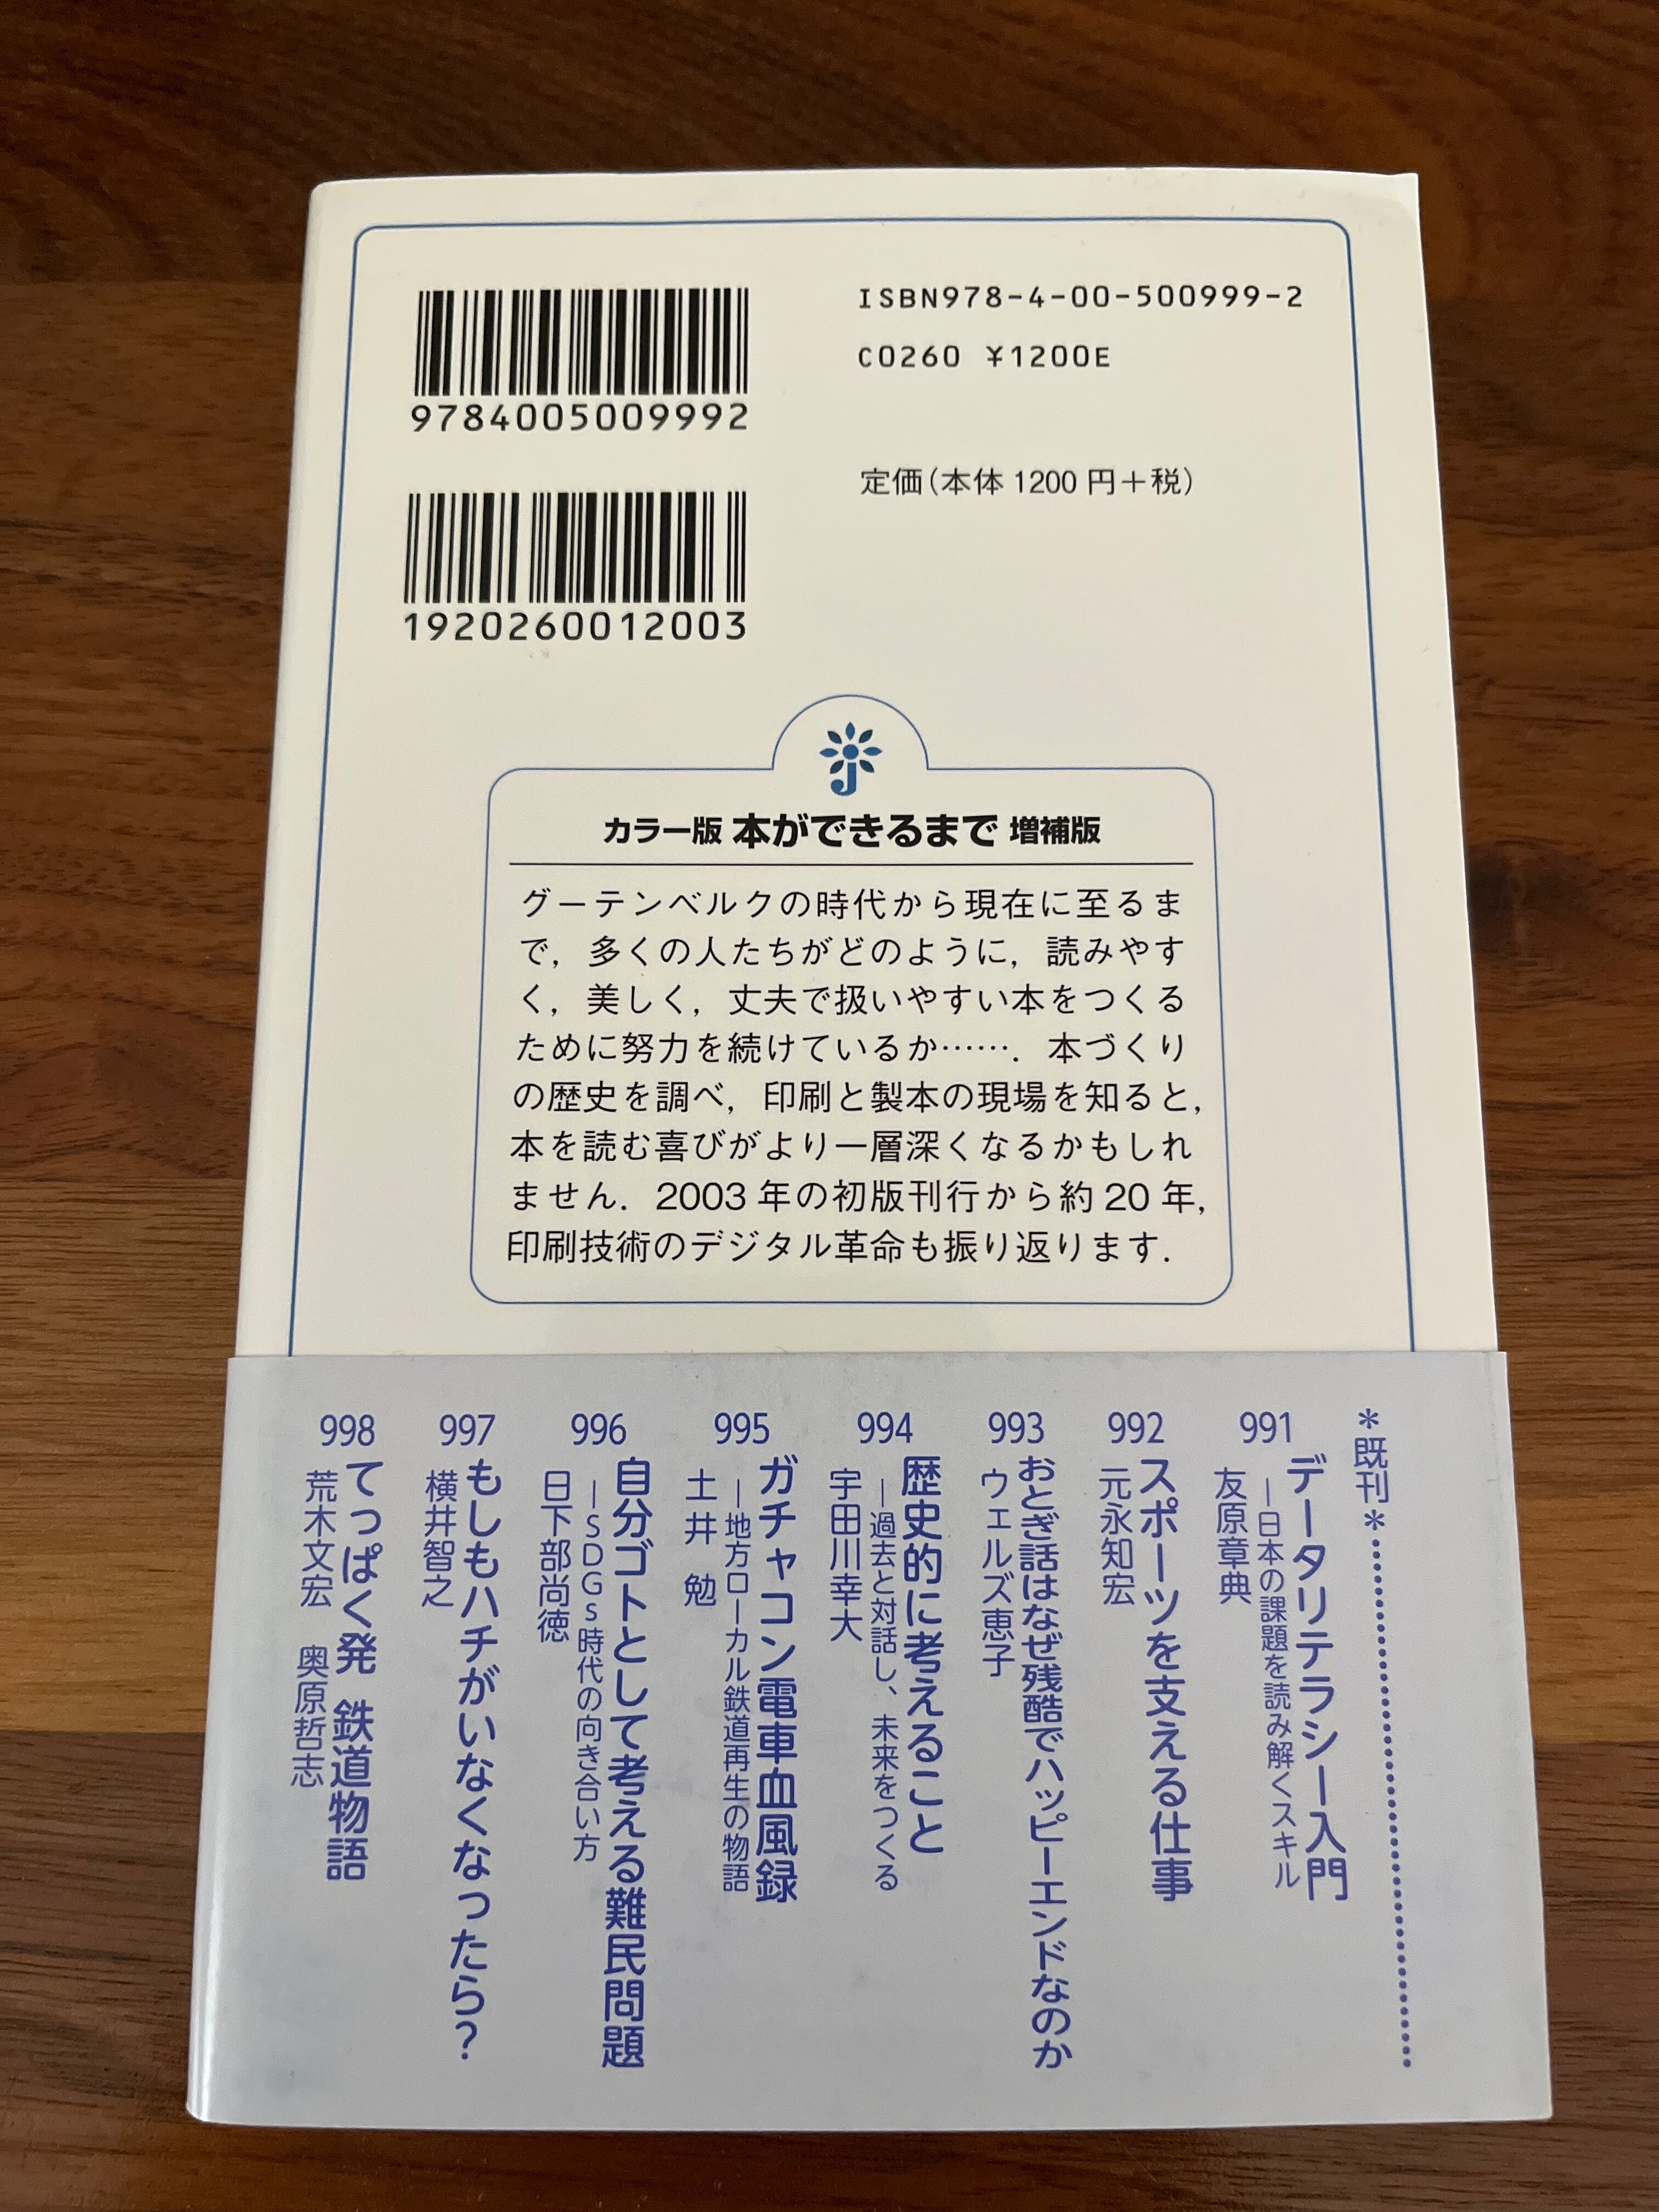 9784005009992
1920260012003
ISBN978-4-00-500999-2
C0260 ¥1200E
定価(本体1200円+税)
カラー版 本ができるまで 増補版
グーテンベルクの時代から現在に至るま
で，多くの人たちがどのように，読みやす
く，美しく，丈夫で扱いやすい本をつくる
ために努力を続けているか……．本づくり
の歴史を調べ，印刷と製本の現場を知ると，
本を読む喜びがより一層深くなるかもしれ
ません．2003年の初版刊行から約20年，
印刷技術のデジタル革命も振り返ります．
*既刊*
991
データリテラシー入門
―日本の課題を読み解くスキル
友原章典
992
スポーツを支える仕事
元永知宏
993
おとぎ話はなぜ残酷でハッピーエンドなのか
ウェルズ恵子
994
歴史的に考えること
―過去と対話し、未来をつくる
宇田川幸大
995
ガチャコン電車血風録
―地方ローカル鉄道再生の物語
土井 勉
996
自分ゴトとして考える難民問題
―SDGs時代の向き合い方
日下部尚徳
997
もしもハチがいなくなったら?
横井智之
998
てっぱく発 鉄道物語
荒木文宏 奥原哲志